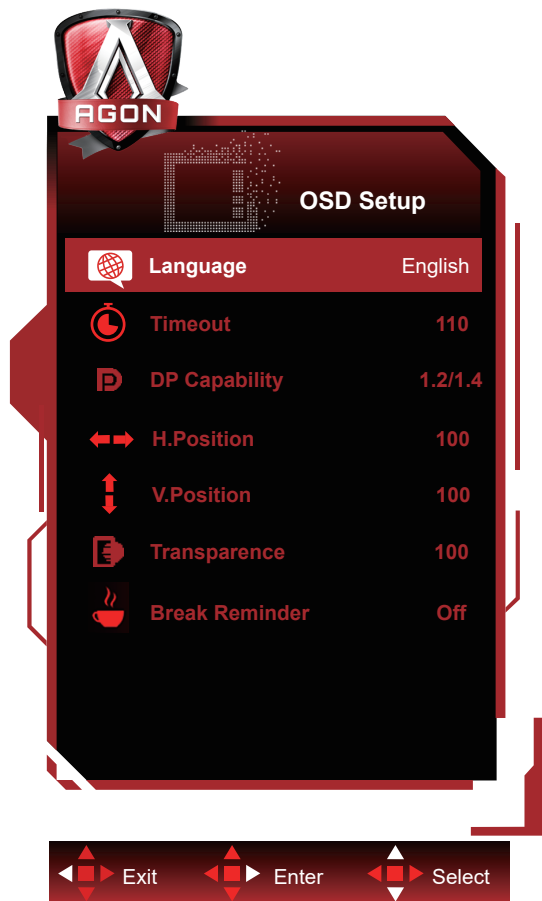 AGON
OSD Setup
Language English
Timeout 110
DP Capability 1.2/1.4
H.Position 100
V.Position 100
Transparence 100
Break Reminder Off
Exit Enter Select